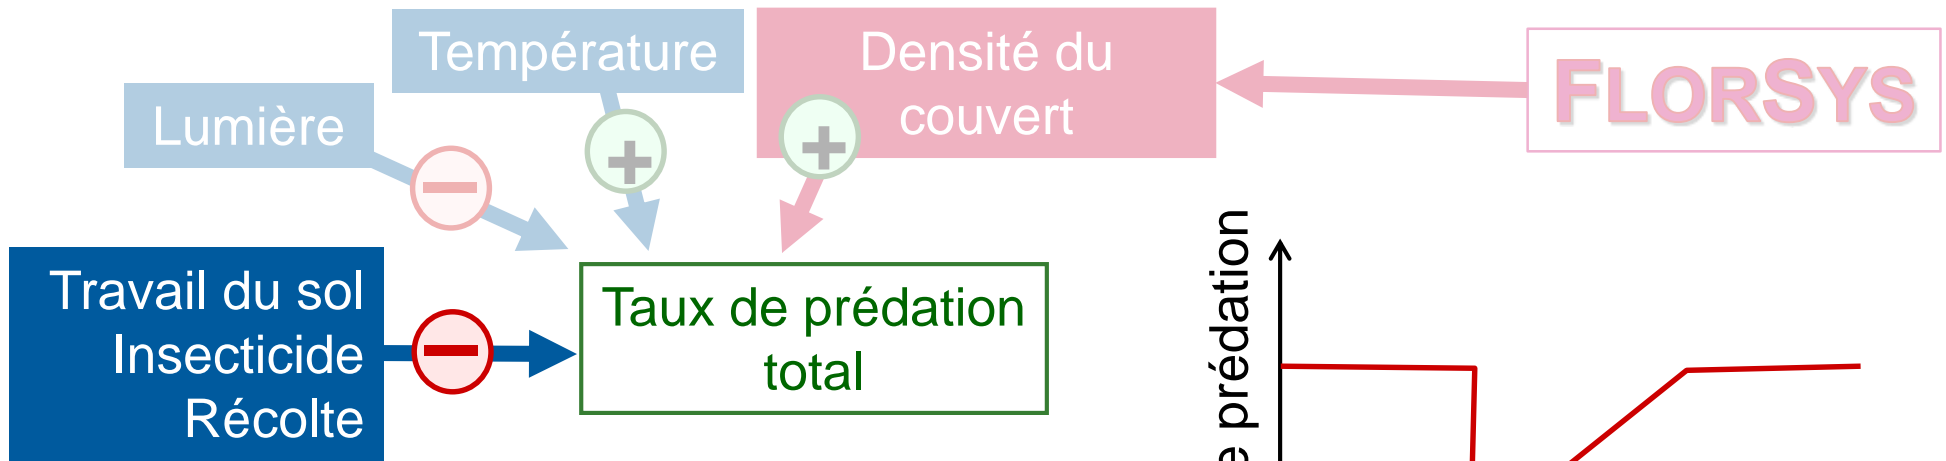 Température
Densité du
couvert
FLORSYS
Lumière
Travail du sol
Insecticide
Récolte
Taux de prédation
total
prédation